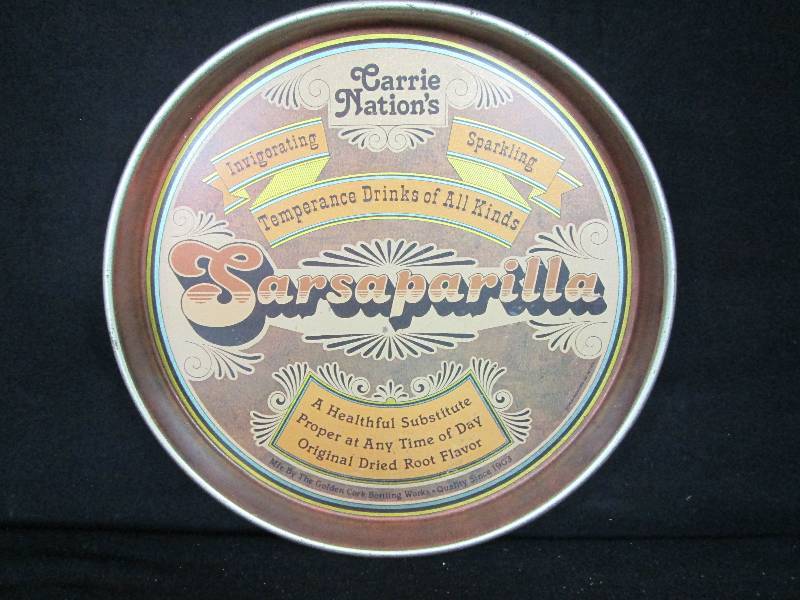 Carrie
Nation's
Invigorating
Sparkling
Temperance Drinks of All Kinds
Sarsaparilla
A Healthful Substitute
Proper at Any Time of Day
Original Dried Root Flavor
Mfr. By The Golden Cork Bottling Works • Quality Since 1903